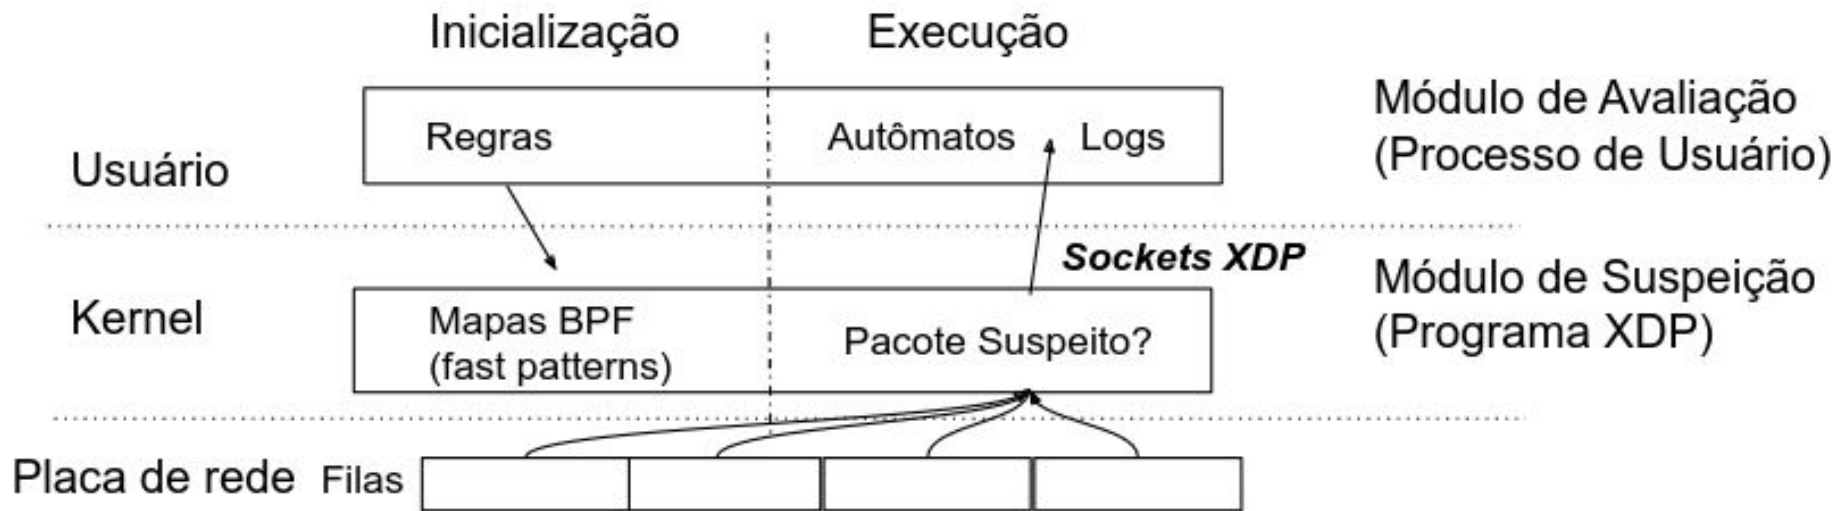 Inicialização Execução
Regras Autômatos Logs
Módulo de Avaliação
(Processo de Usuário)
Usuário
Sockets XDP
Kernel
Mapas BPF
(fast patterns)
Pacote Suspeito?
Módulo de Suspeição
(Programa XDP)
Placa de rede Filas